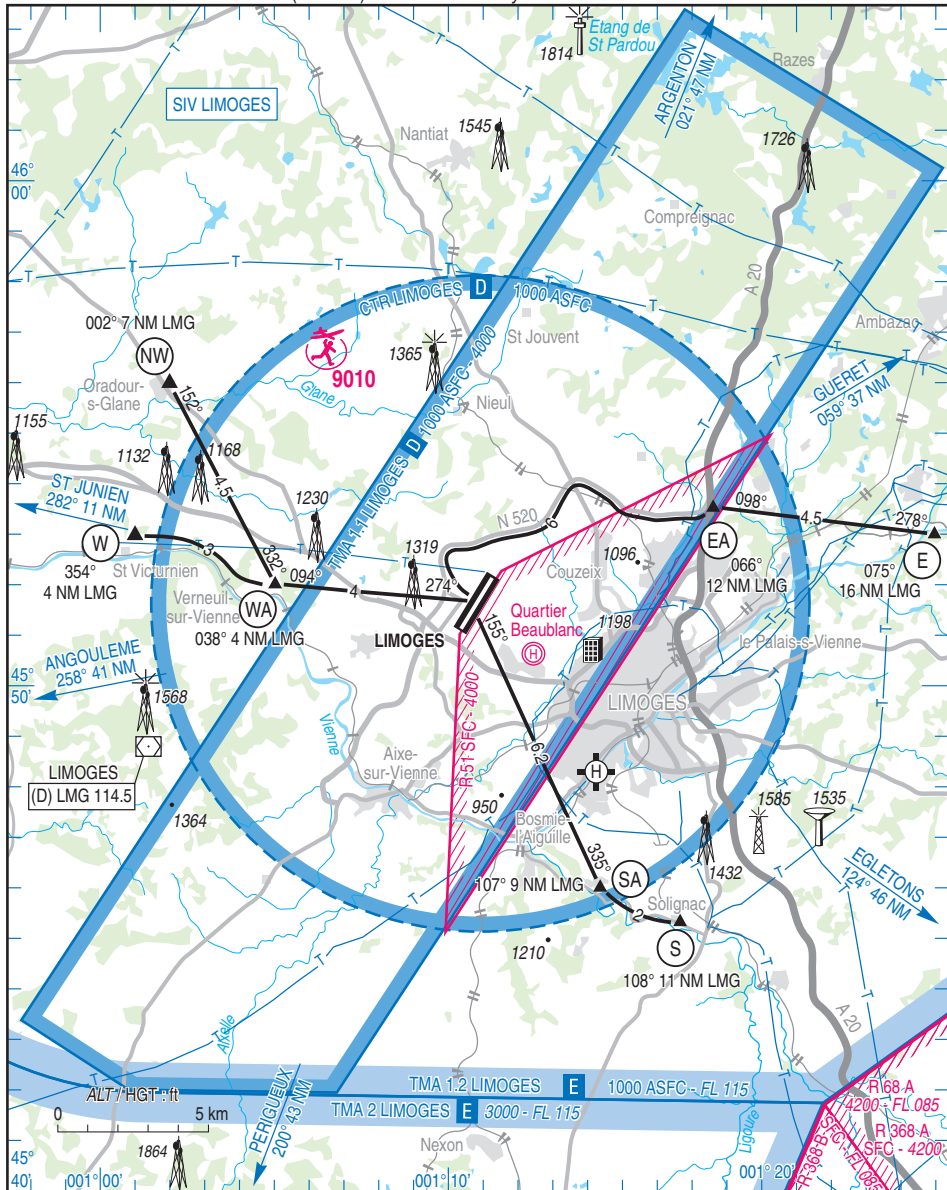 1814
Etang de
St Pardou
Razes
ARGENTON
021° 47 NM
SIV LIMOGES
1545
Nantiat
1726
46°
00'
Compreignac
A 20
CTR LIMOGES D 1000 ASFC
002° 7 NM LMG
NW
St Jouvent
Ambazac
1365
9010
Oradour-
s-Glane
152°
Glane
Nieul
TMA 1.1 LIMOGES D 1000 ASFC - 4000
GUERET
059° 37 NM
1155
1132
1168
4.5
1230
ST JUNIEN
282° 11 NM
N 520
6
098°
4.5
278°
W
3
332°
094°
1319
EA
E
354°
4 NM LMG
St Victurnien
4
274°
1096
066°
12 NM LMG
075°
16 NM LMG
Verneuil-
sur-Vienne
WA
038° 4 NM LMG
Couzeix
LIMOGES
155°
Quartier
Beaublanc
H
1198
le Palais-s-Vienne
ANGOULEME
258° 41 NM
45°
50'
1568
R 51 SFC - 4000
LIMOGES
Vienne
6.2
Aixe-
sur-Vienne
LIMOGES
(D) LMG 114.5
H
1364
950
Bosmie-
l'Aiguille
1585
1535
1432
335°
SA
107° 9 NM LMG
2
Solignac
EGLETONS
124° 46 NM
S
1210
108° 11 NM LMG
A 20
Aixelle
ALT / HGT : ft
0
5 km
TMA 1.2 LIMOGES E 1000 ASFC - FL 115
TMA 2 LIMOGES E 3000 - FL 115
R 68 A
4200 - FL 085
R 368 A
SFC - 4200
R 368 B - SFC - FL 085
PERIGUEUX
200° 43 NM
Ligoure
Nexon
1864
45°
40'
001°00'
001°10'
001° 20'